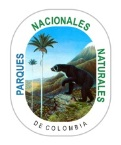 PARQUES
NACIONALES
NATURALES
DE COLOMBIA